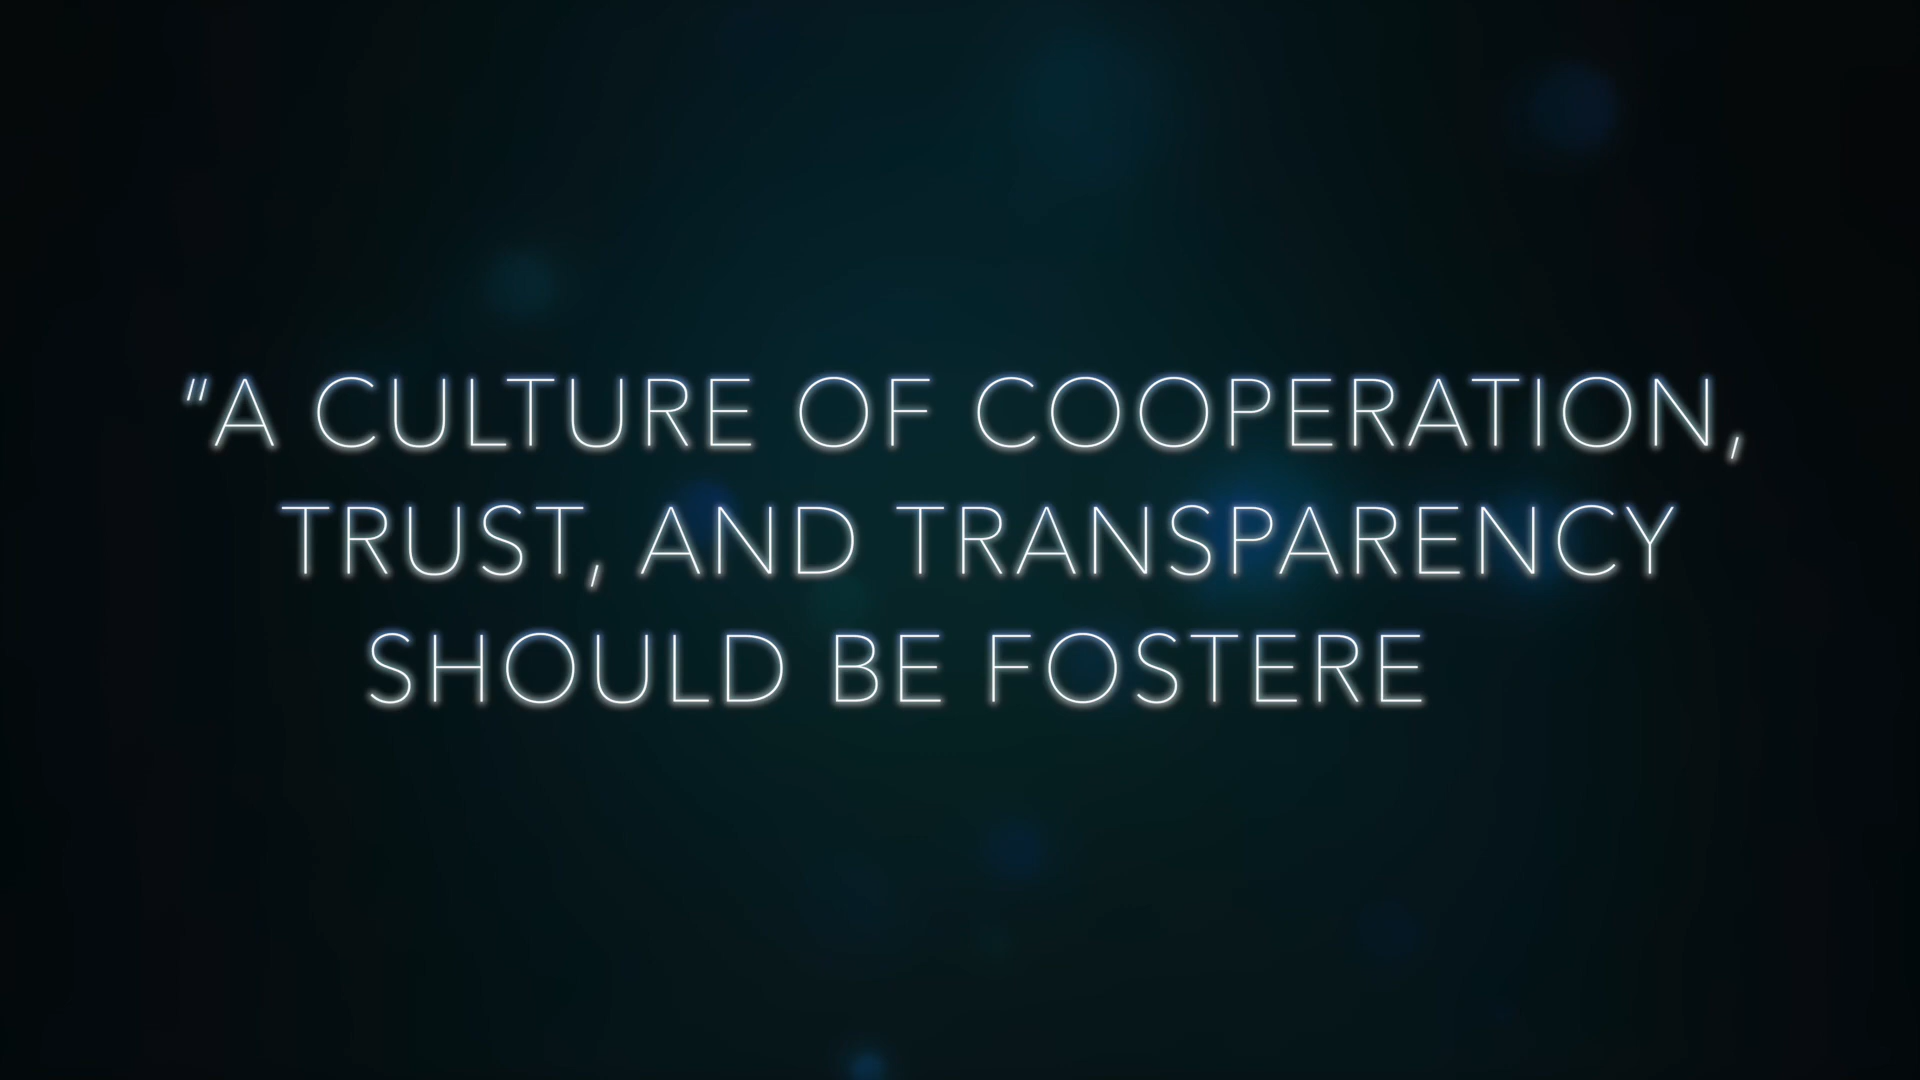 "A CULTURE OF COOPERATION,
TRUST, AND TRANSPARENCY
SHOULD BE FOSTERE